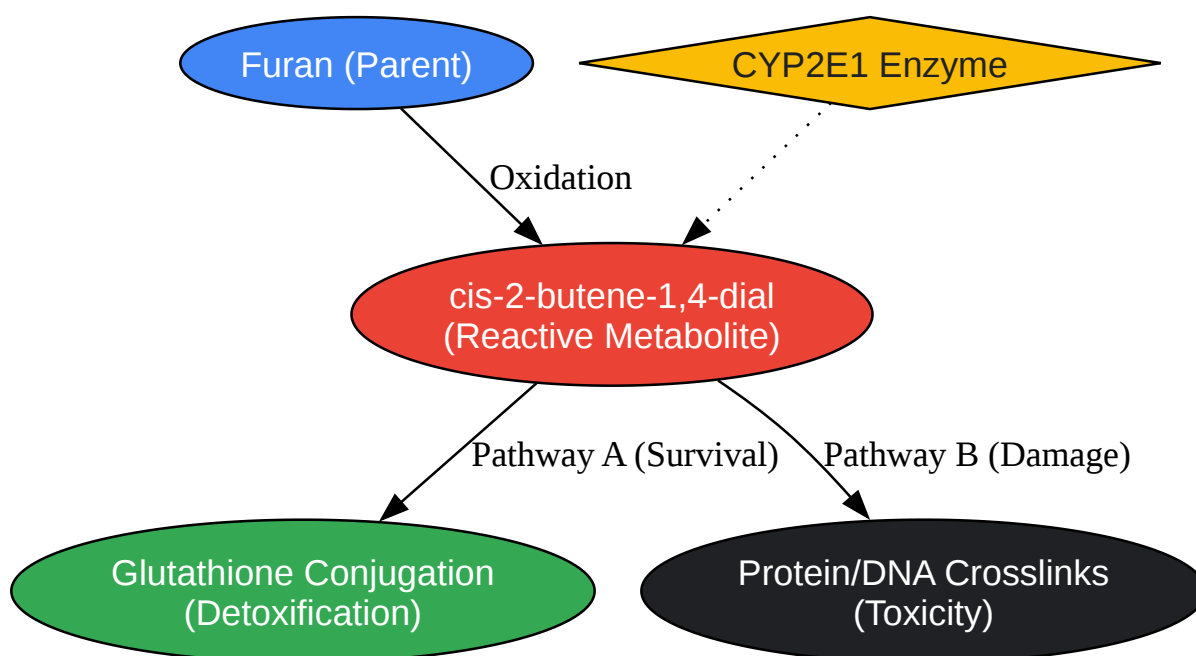 Furan (Parent)
CYP2E1 Enzyme
Oxidation
cis-2-butene-1,4-dial
(Reactive Metabolite)
Pathway A (Survival)
Pathway B (Damage)
Glutathione Conjugation
(Detoxification)
Protein/DNA Crosslinks
(Toxicity)